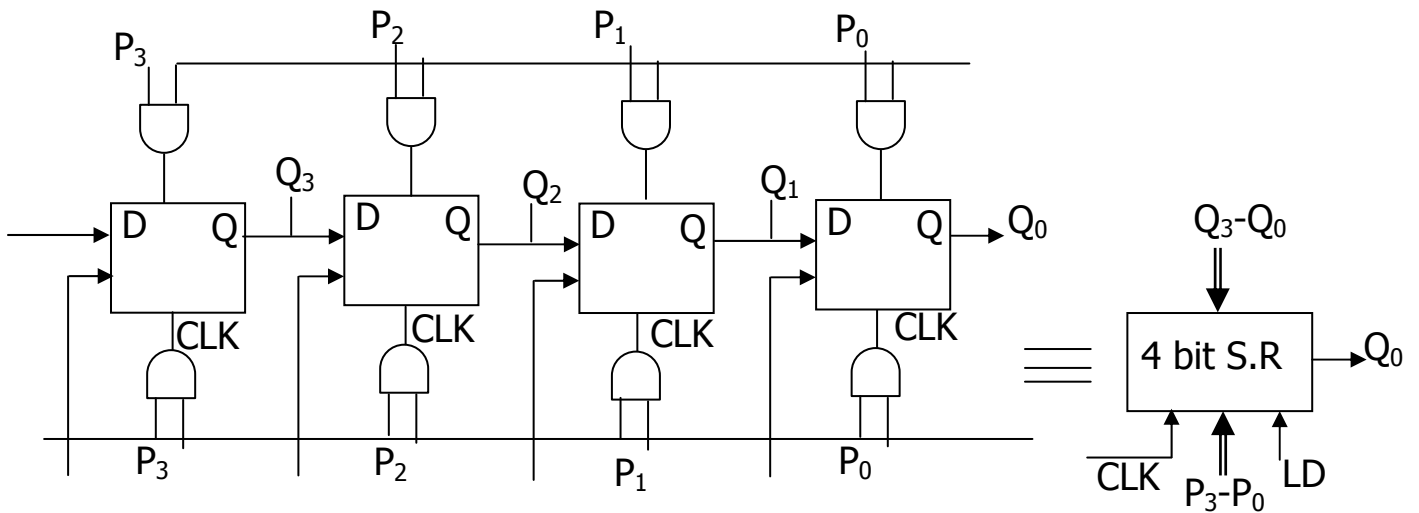 P₃ P₂ P₁ P₀
Q₃ Q₂ Q₁
D Q D Q D Q D Q Q₀
CLK CLK CLK CLK
P₃ P₂ P₁ P₀
Q₃-Q₀
4 bit S.R Q₀
CLK P₃-P₀ LD